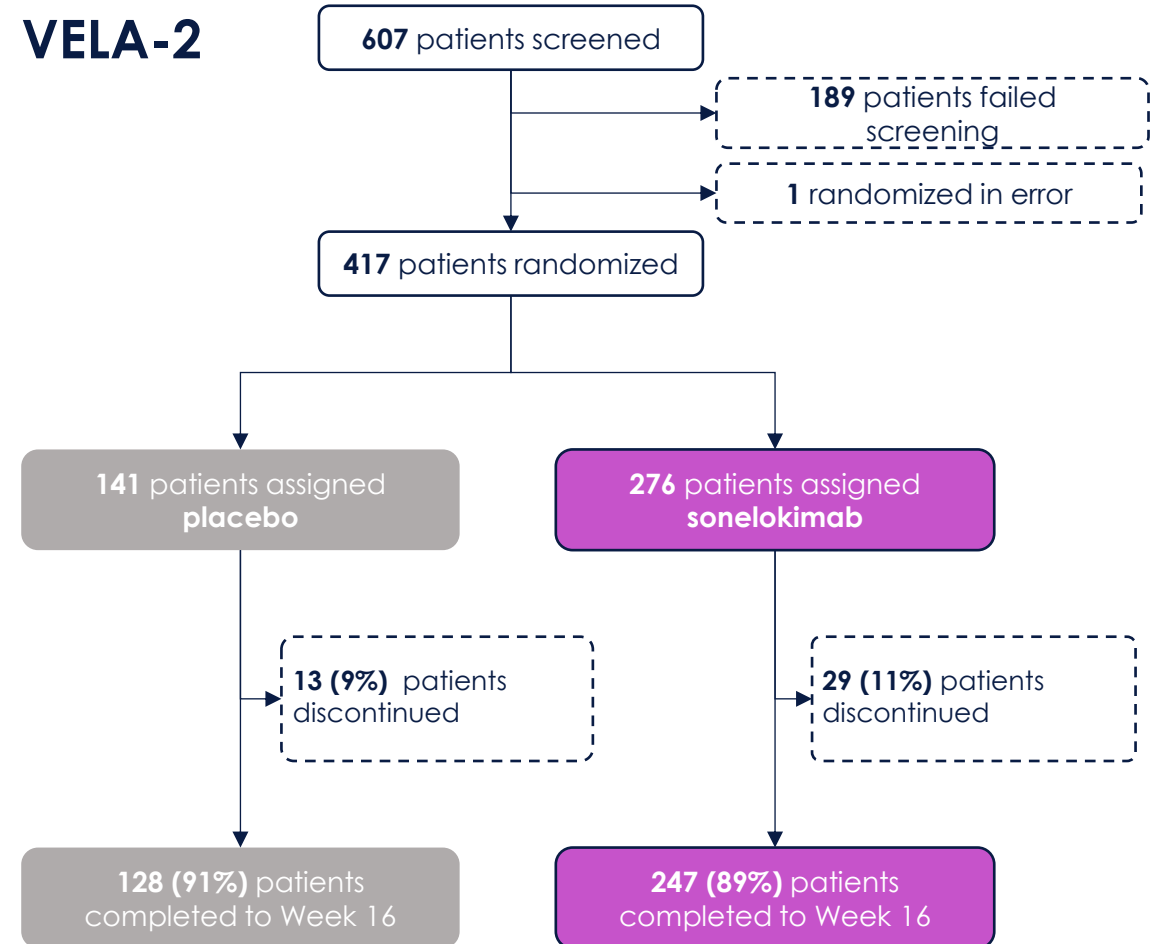 VELA-2
607 patients screened
189 patients failed
screening
1 randomized in error
417 patients randomized
141 patients assigned
placebo
276 patients assigned
sonelokimab
13 (9%) patients
discontinued
29 (11%) patients
discontinued
128 (91%) patients
completed to Week 16
247 (89%) patients
completed to Week 16